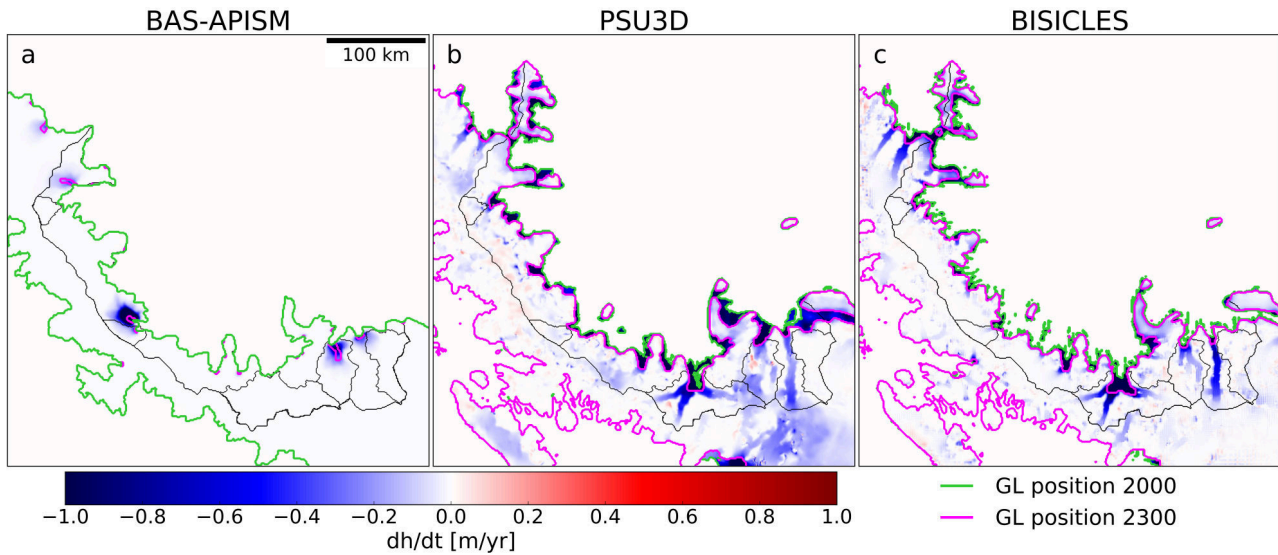 BAS-APISM
PSU3D
BISICLES
a
100 km
b
c
−1.0 −0.8 −0.6 −0.4 −0.2 0.0 0.2 0.4 0.6 0.8 1.0
dh/dt [m/yr]
GL position 2000
GL position 2300